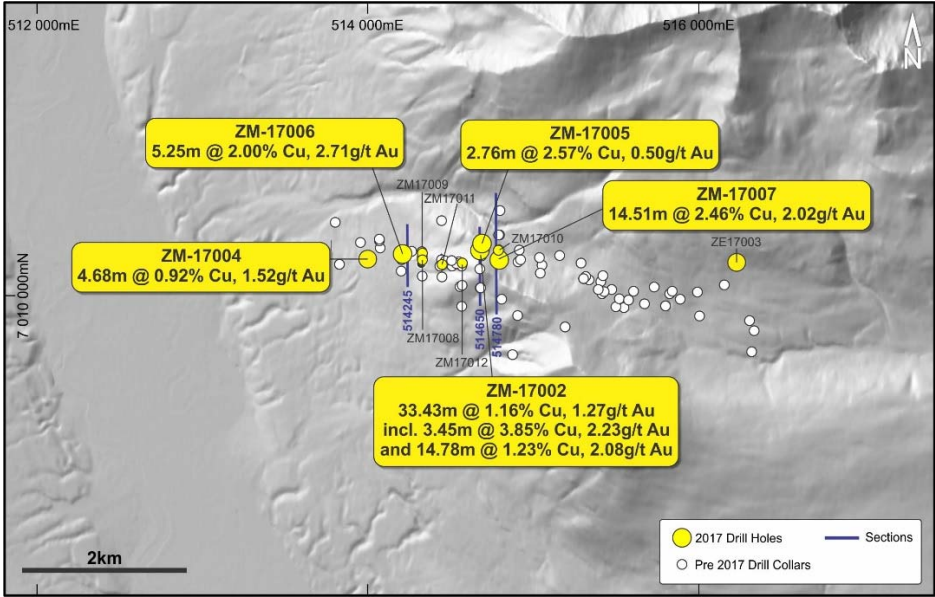 512 000mE
514 000mE
516 000mE
N
ZM-17006
5.25m @ 2.00% Cu, 2.71g/t Au
ZM-17005
2.76m @ 2.57% Cu, 0.50g/t Au
ZM17009
ZM17011
ZM-17007
14.51m @ 2.46% Cu, 2.02g/t Au
ZM17010
ZE17003
ZM-17004
4.68m @ 0.92% Cu, 1.52g/t Au
7 010 000mN
514245
514650
514780
ZM17008
ZM17012
ZM-17002
33.43m @ 1.16% Cu, 1.27g/t Au
incl. 3.45m @ 3.85% Cu, 2.23g/t Au
and 14.78m @ 1.23% Cu, 2.08g/t Au
2km
2017 Drill Holes
Sections
Pre 2017 Drill Collars